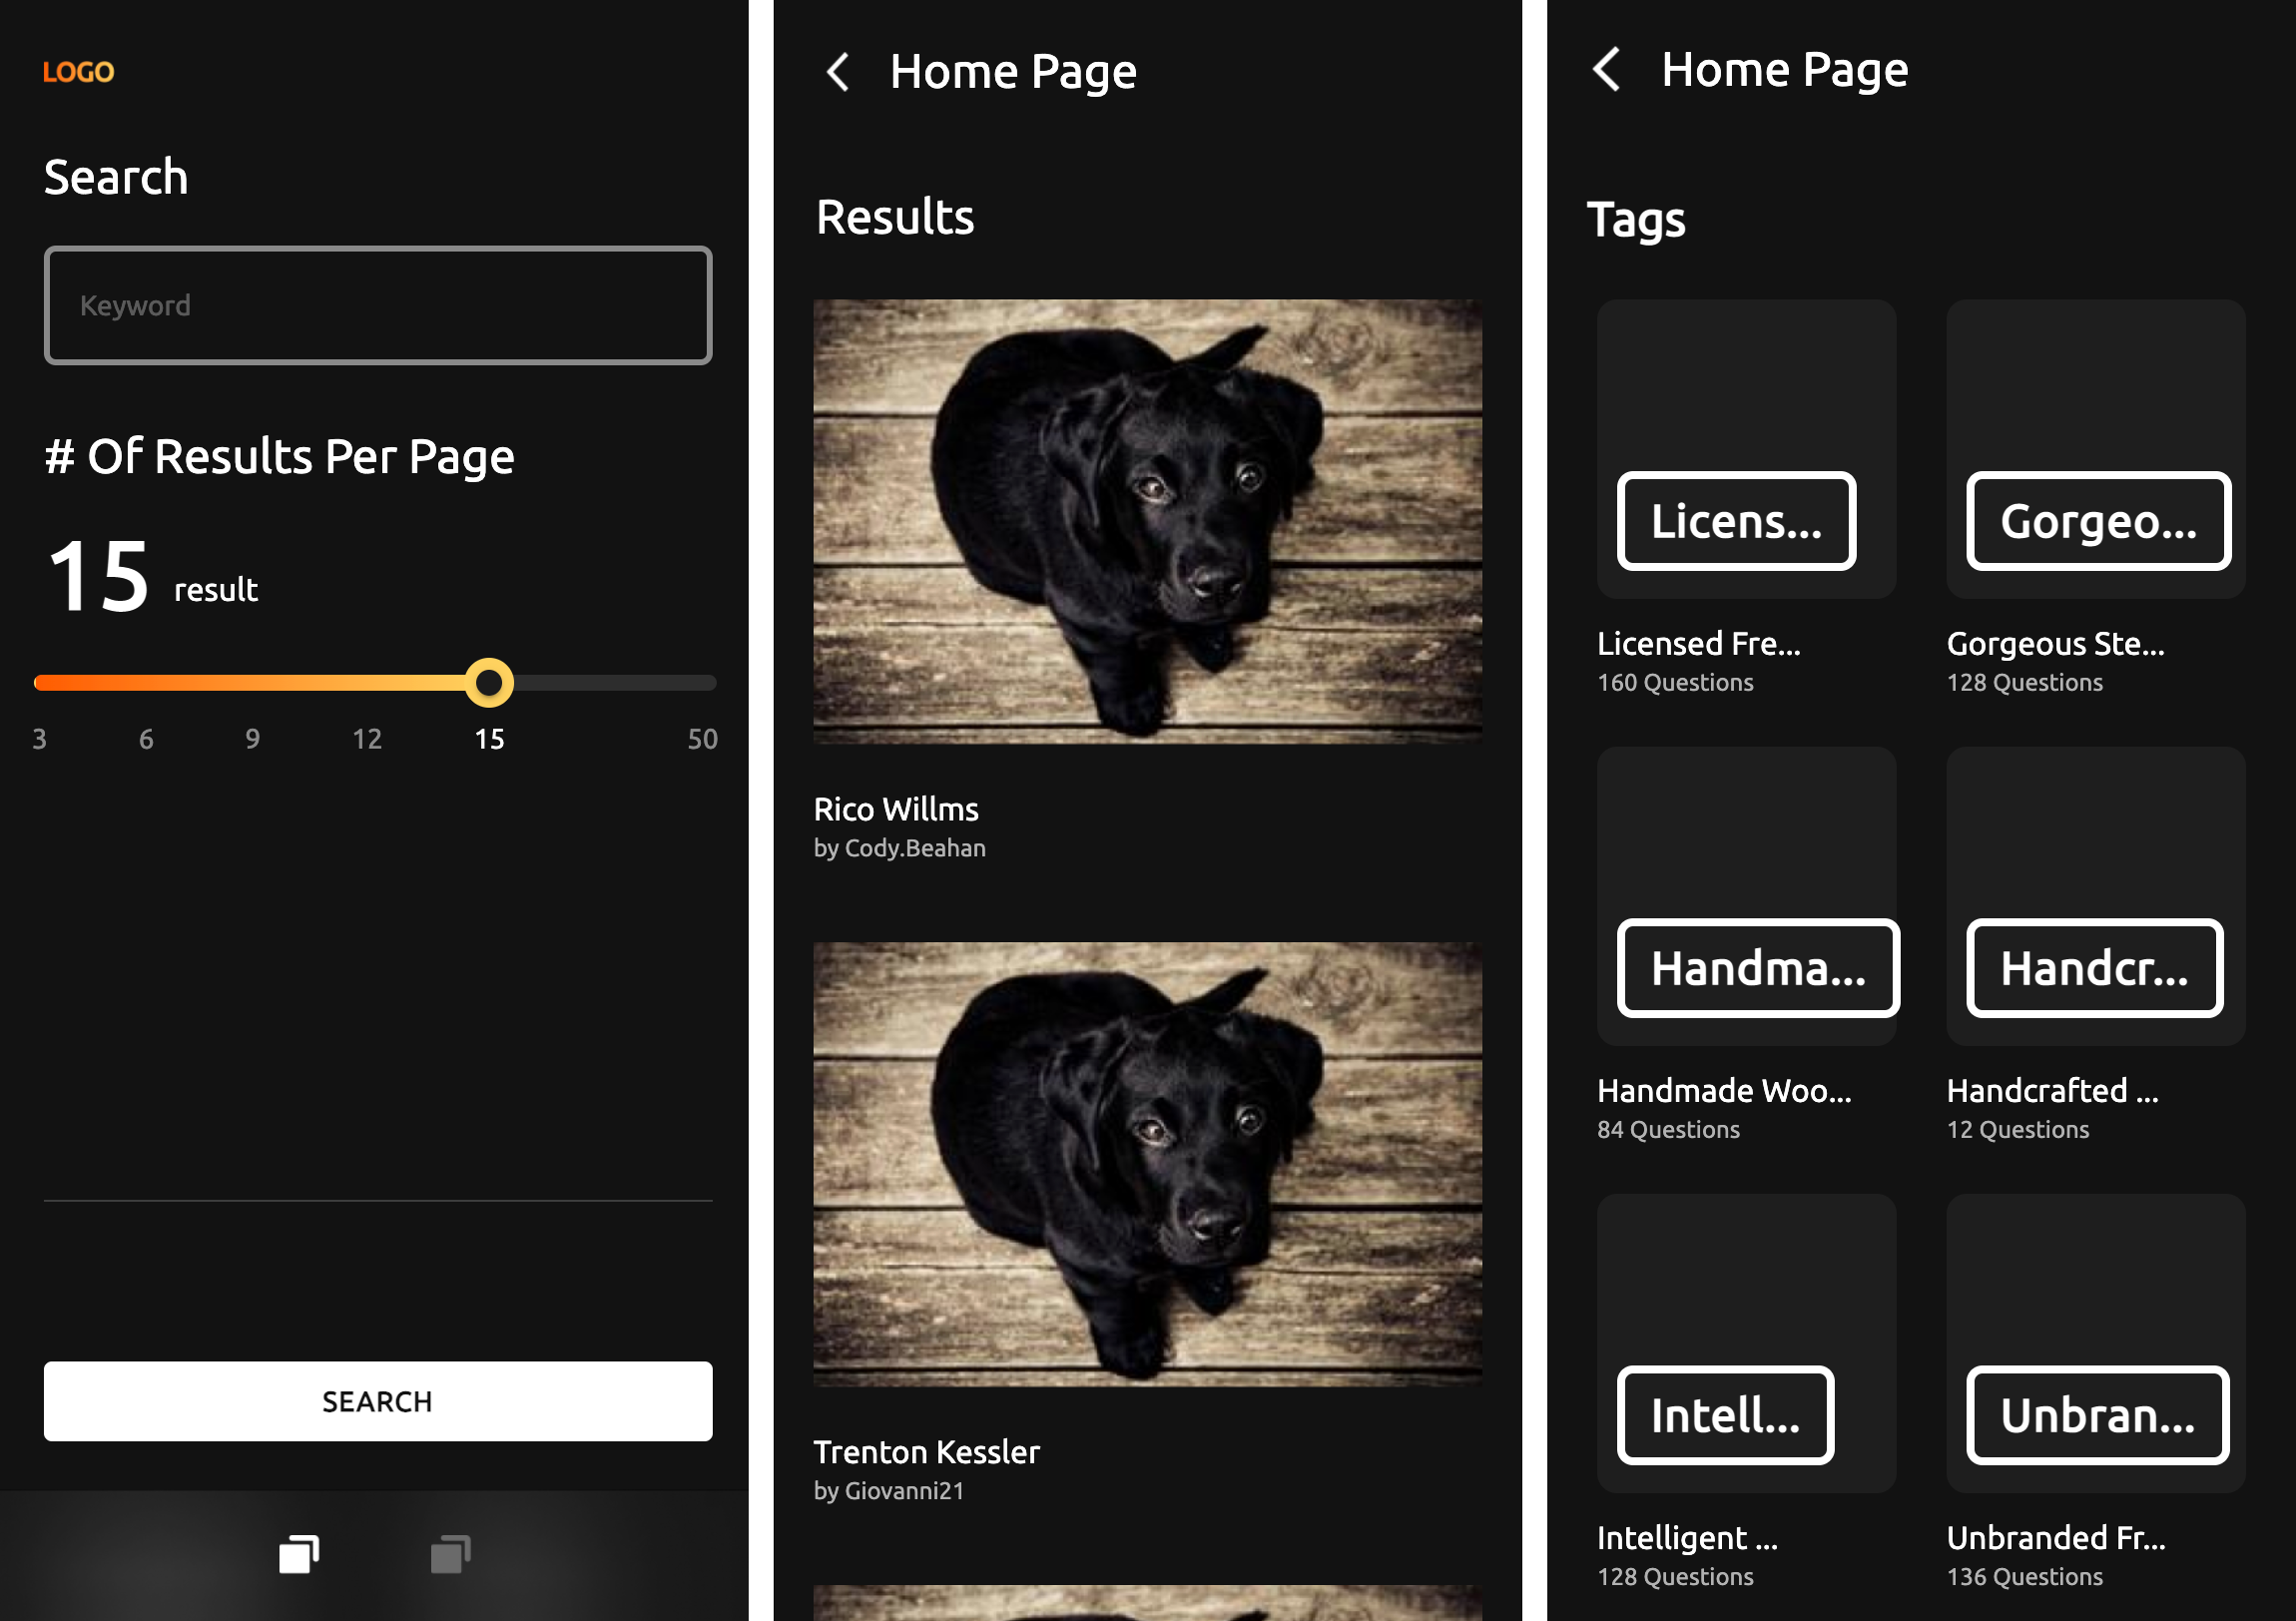 LOGO
Search
Keyword
# Of Results Per Page
15 result
3 6 9 12 15 50
SEARCH
Home Page
Results
Rico Willms
by Cody.Beahan
Trenton Kessler
by Giovanni21
Home Page
Tags
Licens...
Gorgeo...
Licensed Fre...
160 Questions
Gorgeous Ste...
128 Questions
Handma...
Handcr...
Handmade Woo...
84 Questions
Handcrafted ...
12 Questions
Intell...
Unbran...
Intelligent ...
128 Questions
Unbranded Fr...
136 Questions